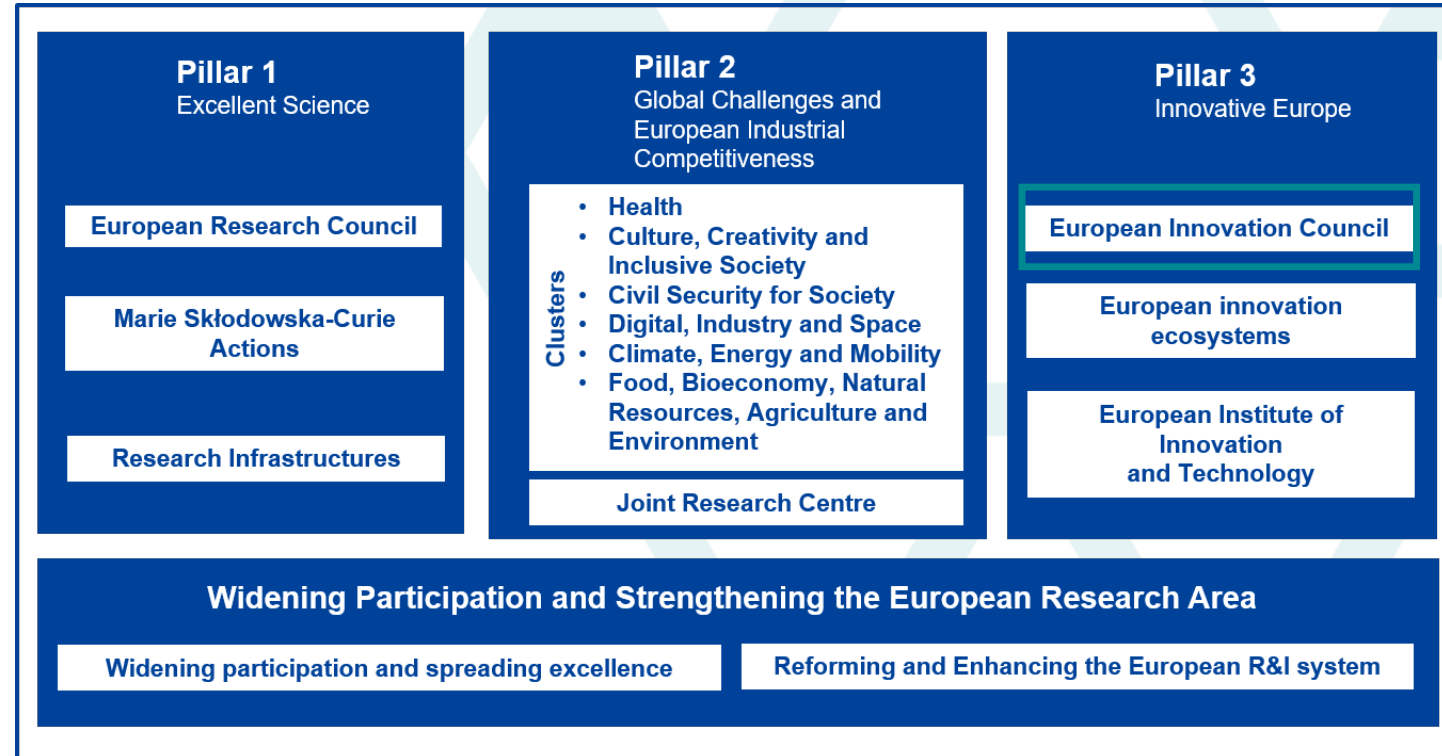 Pillar 1
Excellent Science
European Research Council
Marie Skłodowska-Curie
Actions
Research Infrastructures
Pillar 2
Global Challenges and
European Industrial
Competitiveness
Clusters
• Health
• Culture, Creativity and
Inclusive Society
• Civil Security for Society
• Digital, Industry and Space
• Climate, Energy and Mobility
• Food, Bioeconomy, Natural
Resources, Agriculture and
Environment
Joint Research Centre
Pillar 3
Innovative Europe
European Innovation Council
European innovation
ecosystems
European Institute of
Innovation
and Technology
Widening Participation and Strengthening the European Research Area
Widening participation and spreading excellence
Reforming and Enhancing the European R&I system